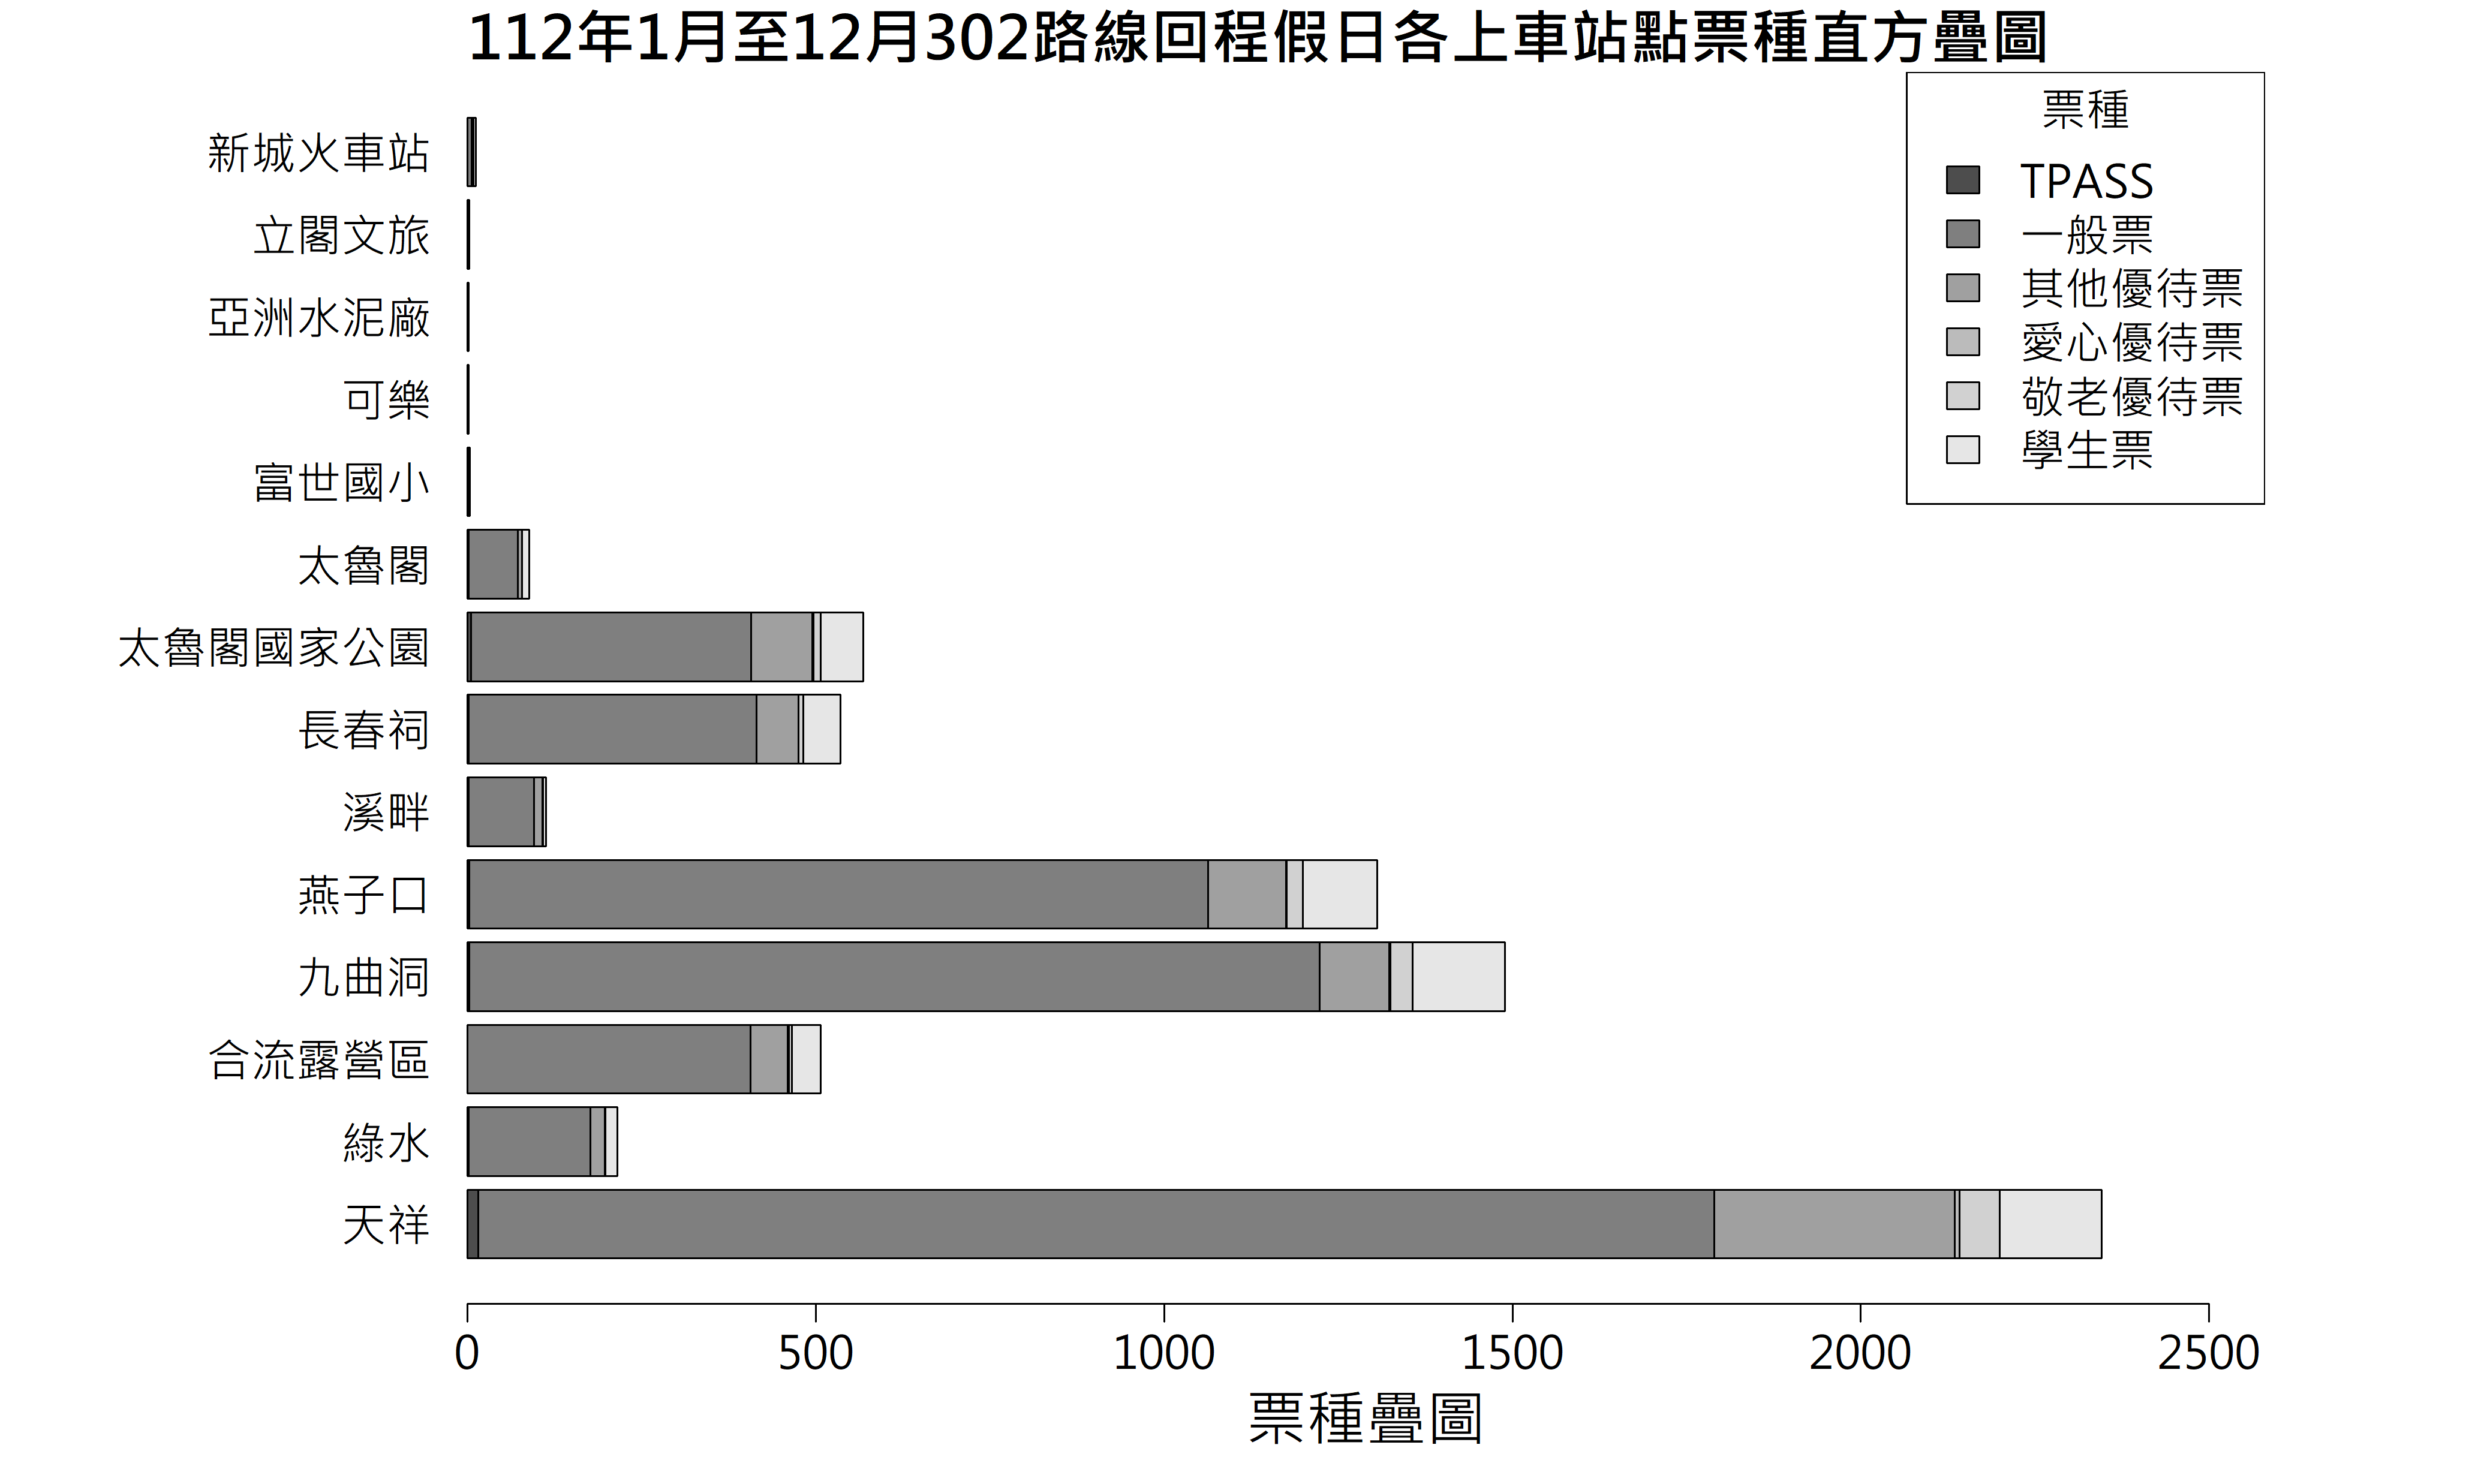 112年1月至12月302路線回程假日各上車站點票種直方疊圖
票種
TPASS
一般票
其他優待票
愛心優待票
敬老優待票
學生票
新城火車站
立閣文旅
亞洲水泥廠
可樂
富世國小
太魯閣
太魯閣國家公園
長春祠
溪畔
燕子口
九曲洞
合流露營區
綠水
天祥
0 500 1000 1500 2000 2500
票種疊圖